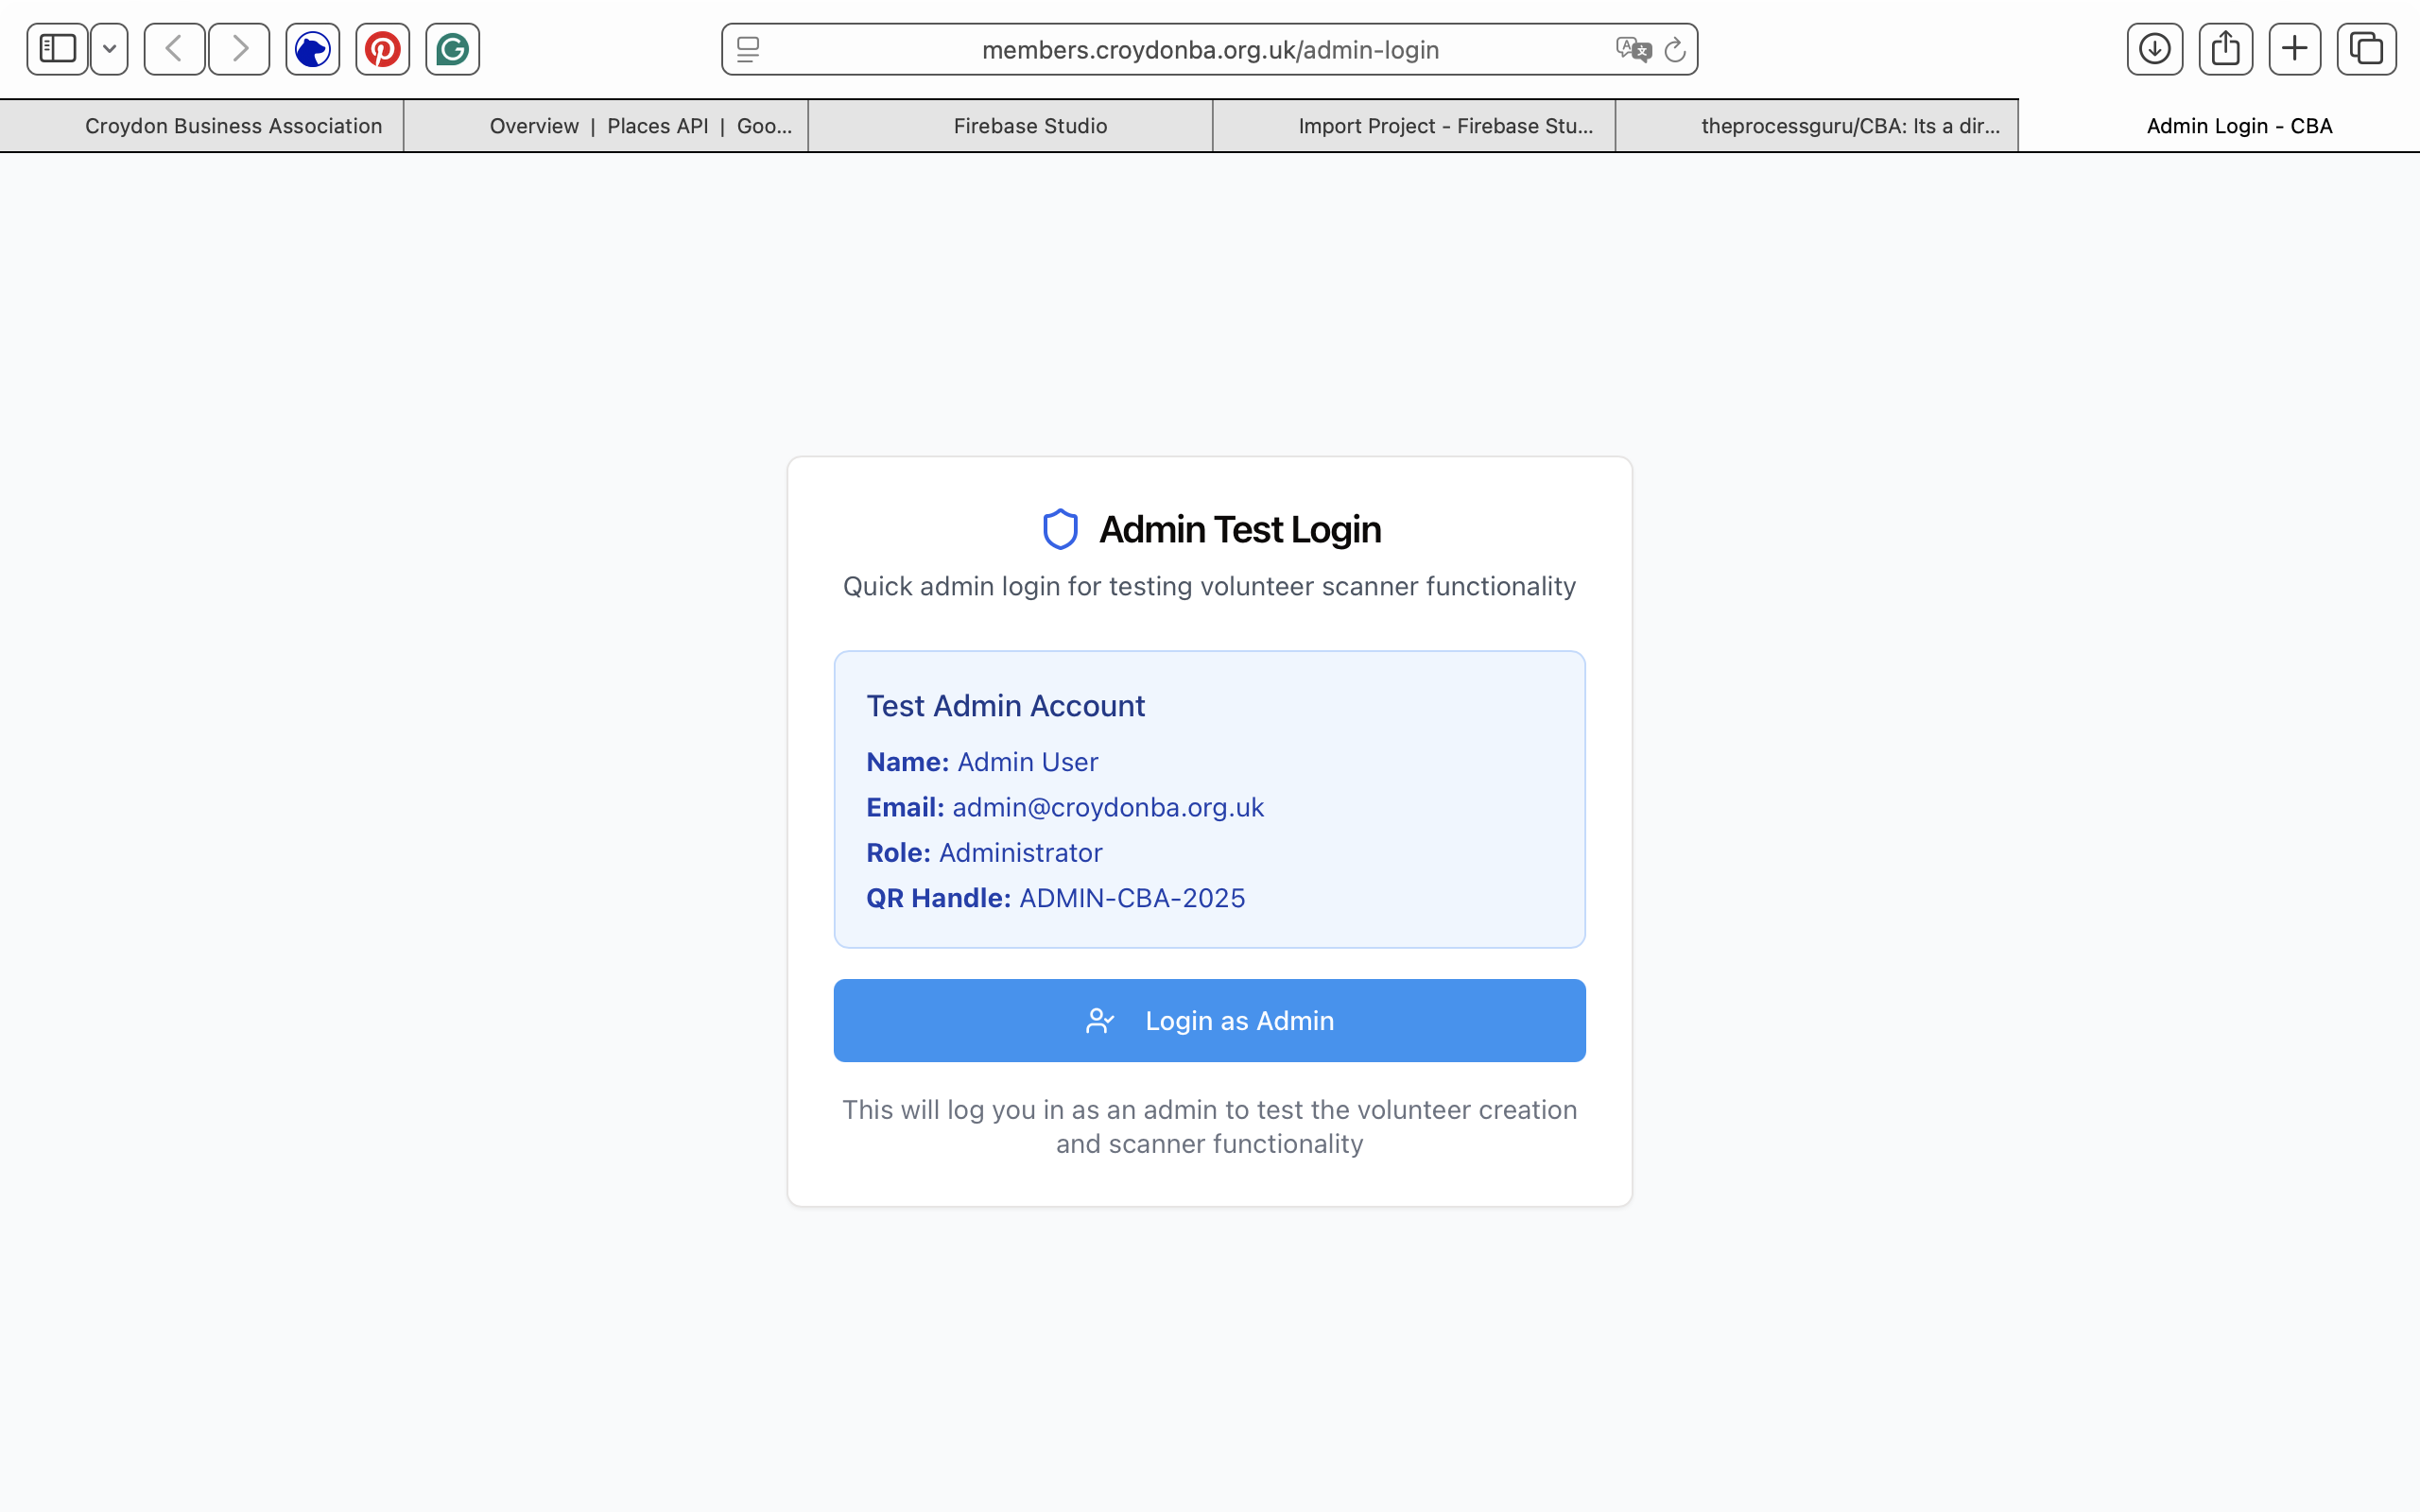 members.croydonba.org.uk/admin-login
Croydon Business Association
Overview | Places API | Goo...
Firebase Studio
Import Project - Firebase Stu...
theprocessguru/CBA: Its a dir...
Admin Login - CBA
Admin Test Login
Quick admin login for testing volunteer scanner functionality
Test Admin Account
Name: Admin User
Email: admin@croydonba.org.uk
Role: Administrator
QR Handle: ADMIN-CBA-2025
Login as Admin
This will log you in as an admin to test the volunteer creation
and scanner functionality